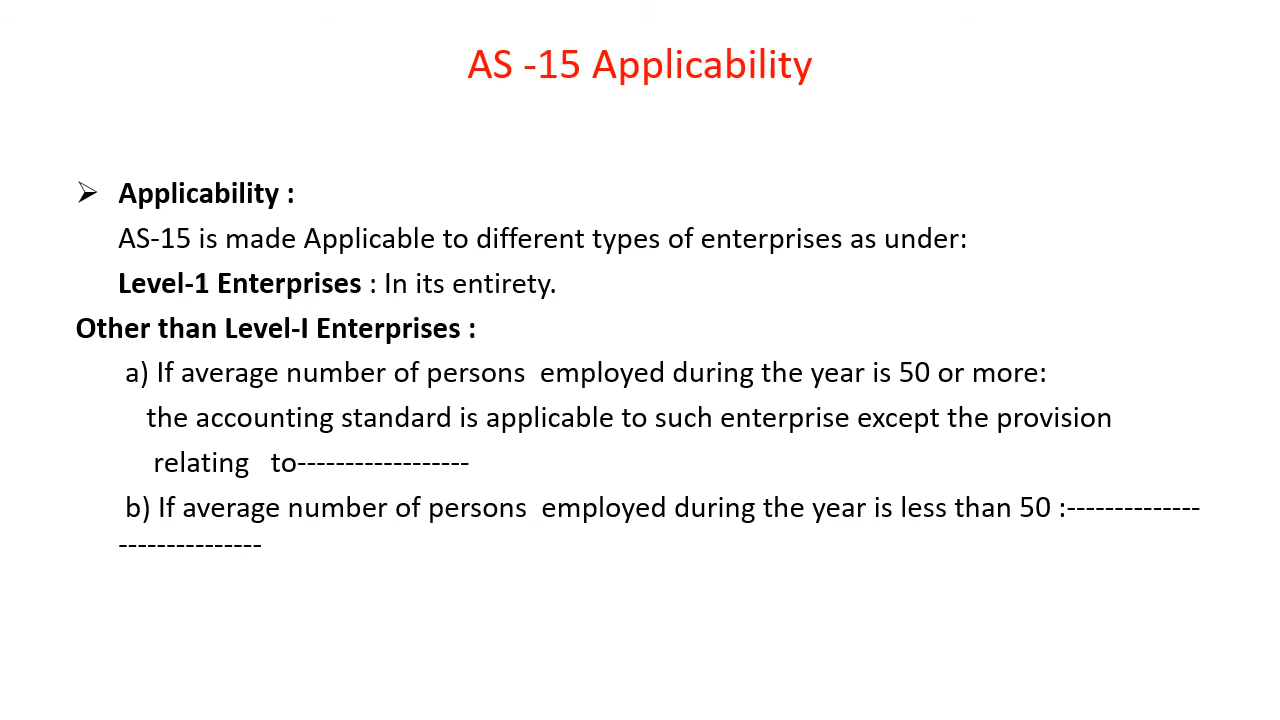 AS -15 Applicability
➢ Applicability :
AS-15 is made Applicable to different types of enterprises as under:
Level-1 Enterprises : In its entirety.
Other than Level-I Enterprises :
a) If average number of persons  employed during the year is 50 or more:
the accounting standard is applicable to such enterprise except the provision
relating   to------------------
b) If average number of persons  employed during the year is less than 50 :--------------
---------------